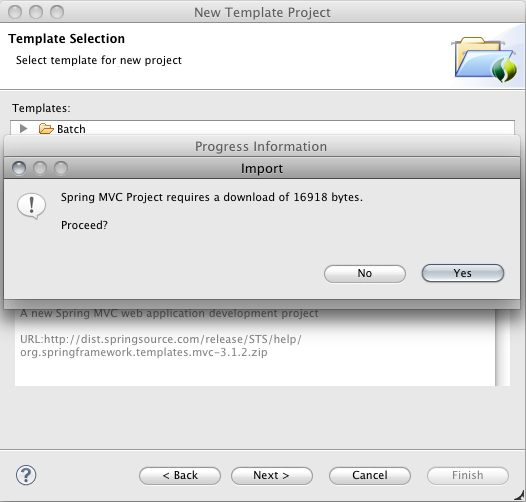 New Template Project
Template Selection
Select template for new project
Templates:
Batch
Progress Information
Import
Spring MVC Project requires a download of 16918 bytes.
Proceed?
No
Yes
A new Spring MVC web application development project
URL:http://dist.springsource.com/release/STS/help/
org.springframework.templates.mvc-3.1.2.zip
?
< Back
Next >
Cancel
Finish